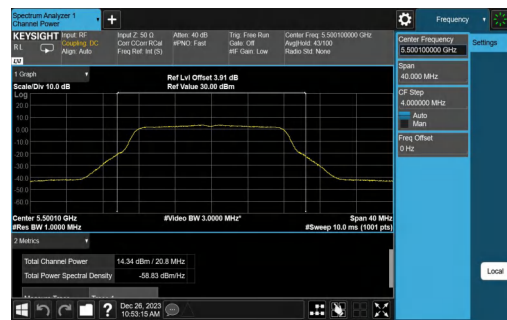 Spectrum Analyzer 1
Channel Power
+
Frequency
KEYSIGHT
RL
Input: RF
Coupling: DC
Align: Auto
Input Z: 50 Ω
Corr CCorr RCal
Freq Ref: Int (S)
Atten: 40 dB
#PNO: Fast
Trig: Free Run
Gate: Off
#IF Gain: Low
Center Freq: 5.500100000 GHz
Avg|Hold: 43/100
Radio Std: None
LXI
Center Frequency
5.500100000 GHz
Settings
Span
40.000 MHz
CF Step
4.000000 MHz
Auto
Man
Freq Offset
0 Hz
1 Graph
Scale/Div 10.0 dB
Ref Lvl Offset 3.91 dB
Ref Value 30.00 dBm
Log
20.0
10.0
0.00
-10.0
-20.0
-30.0
-40.0
-50.0
-60.0
Center 5.50010 GHz
#Res BW 1.0000 MHz
#Video BW 3.0000 MHz*
Span 40 MHz
#Sweep 10.0 ms (1001 pts)
2 Metrics
Total Channel Power 14.34 dBm / 20.8 MHz
Total Power Spectral Density -58.83 dBm/Hz
Local
?
Dec 26, 2023
10:53:15 AM